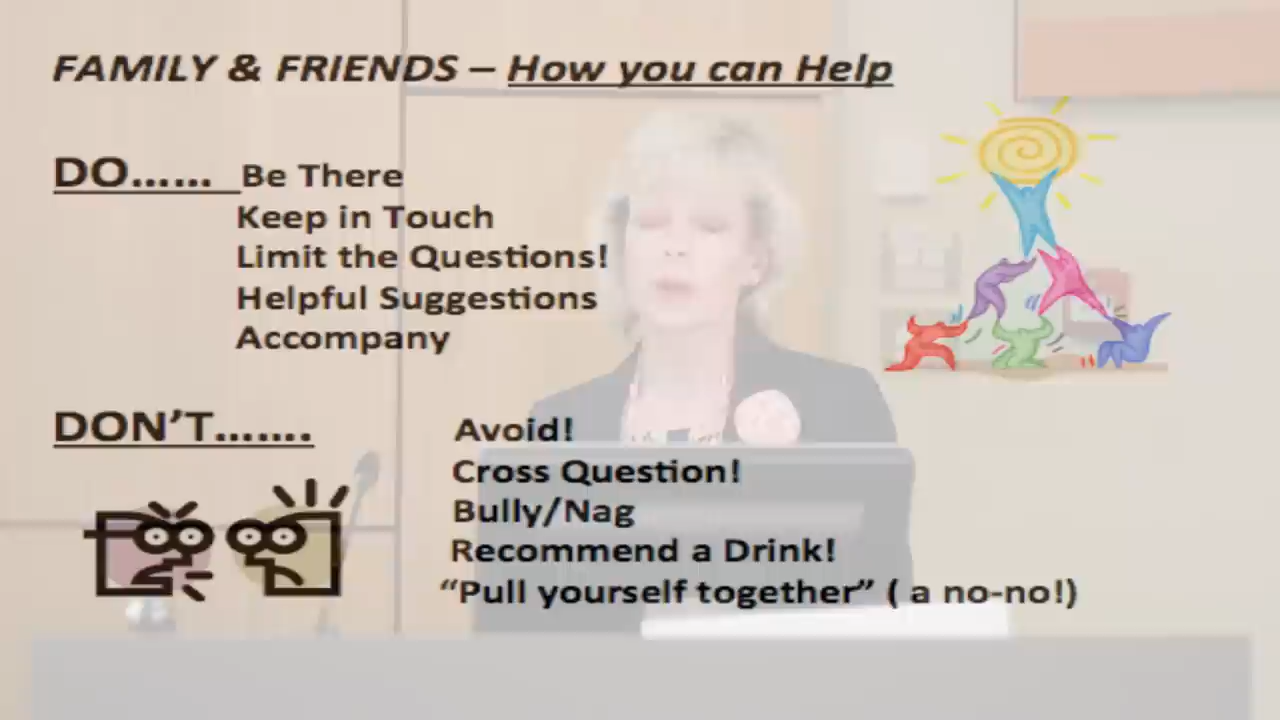 FAMILY & FRIENDS – How you can Help
DO...... Be There
Keep in Touch
Limit the Questions!
Helpful Suggestions
Accompany
DON'T....... Avoid!
Cross Question!
Bully/Nag
Recommend a Drink!
“Pull yourself together” ( a no-no!)